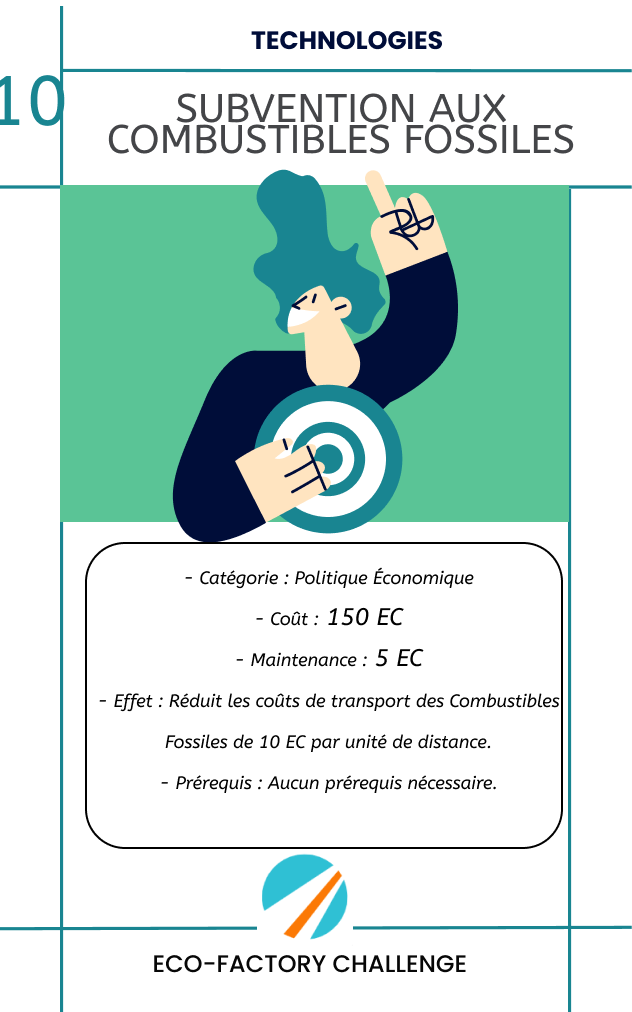 TECHNOLOGIES
10
SUBVENTION AUX
COMBUSTIBLES FOSSILES
- Catégorie : Politique Économique
- Coût : 150 EC
- Maintenance : 5 EC
- Effet : Réduit les coûts de transport des Combustibles
Fossiles de 10 EC par unité de distance.
- Prérequis : Aucun prérequis nécessaire.
ECO-FACTORY CHALLENGE